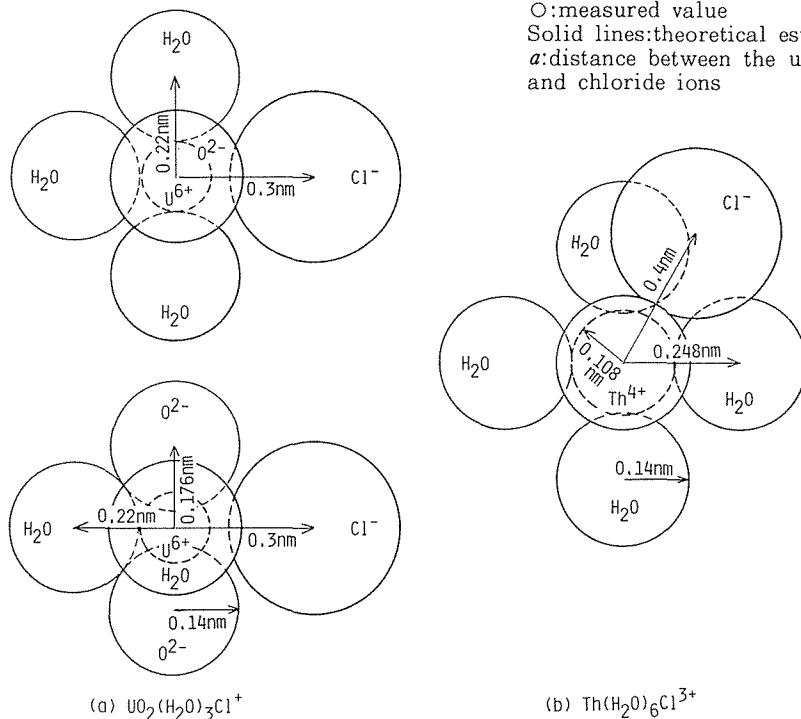 ○:measured value
Solid lines:theoretical es
a:distance between the u
and chloride ions
H2O
H2O
O2-
0.22nm
U6+
0.3nm
Cl-
H2O
O2-
0.176nm
0.22nm
H2O
U6+
H2O
0.3nm
Cl-
0.14nm
O2-
(a) UO2(H2O)3Cl+
Cl-
H2O
0.4nm
H2O
0.108
nm
0.248nm
Th4+
H2O
0.14nm
H2O
(b) Th(H2O)6Cl3+